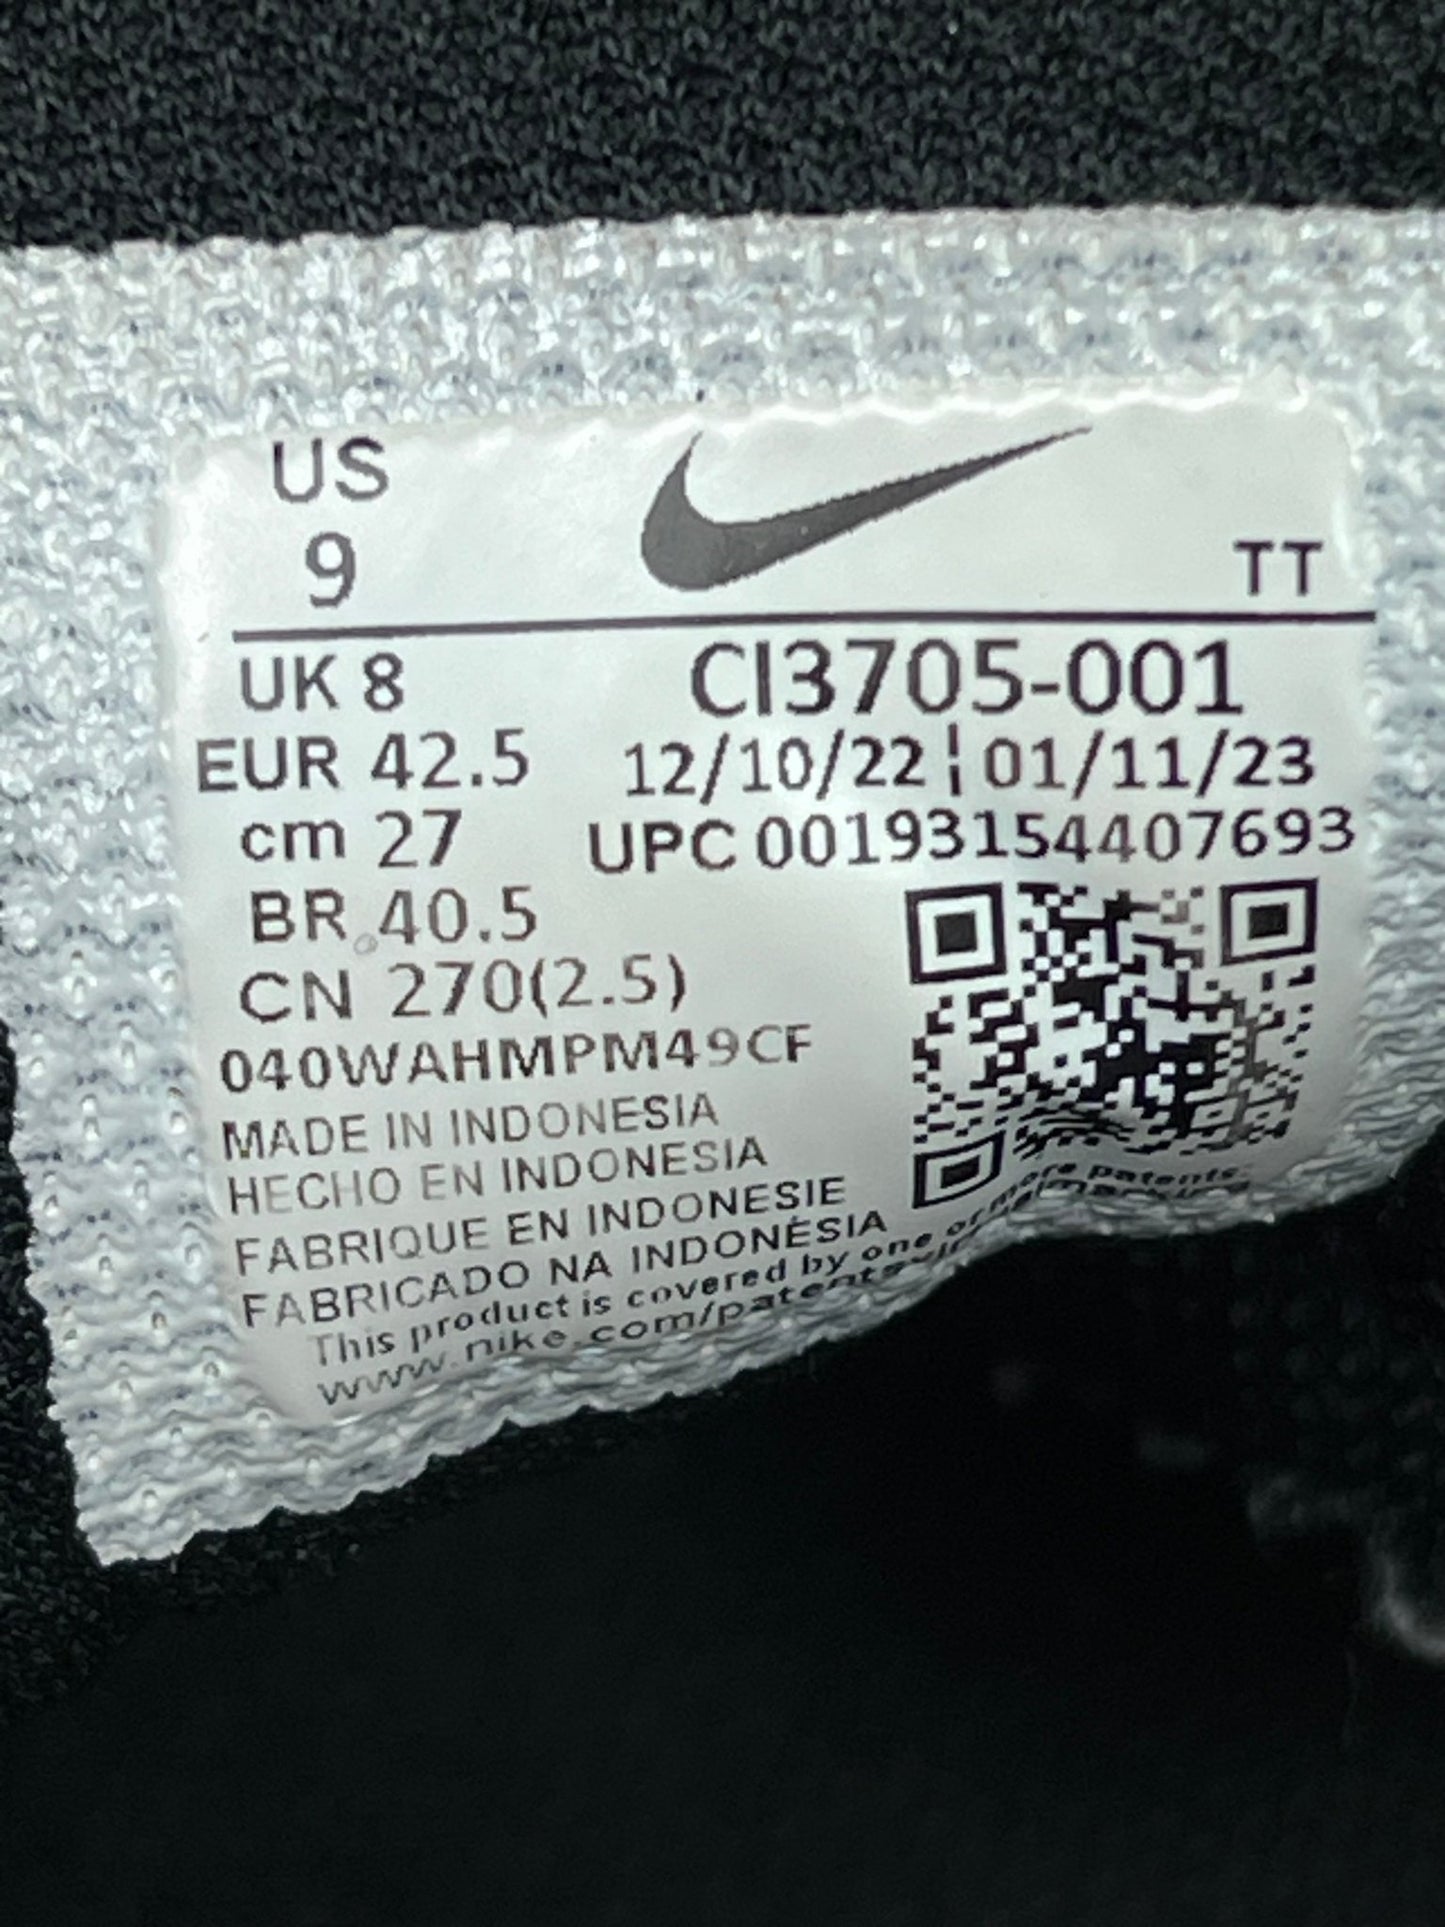 US
9
TT
UK 8
CI3705-001
EUR 42.5
12/10/22 ¦ 01/11/23
cm 27
UPC 00193154407693
BR 40.5
CN 270(2.5)
040WAHMPM49CF
MADE IN INDONESIA
HECHO EN INDONESIA
FABRIQUE EN INDONESIE
FABRICADO NA INDONÉSIA
This product is covered by one or more patents.
www.nike.com/patents